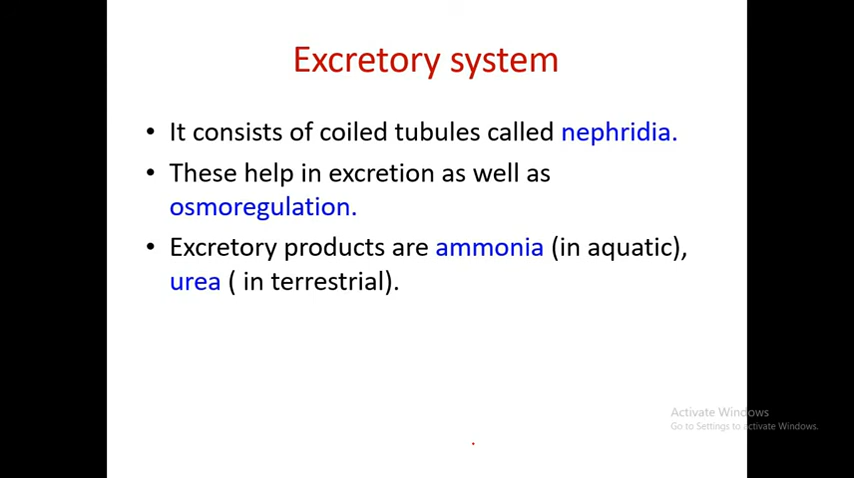 Excretory system
• It consists of coiled tubules called nephridia.
• These help in excretion as well as
osmoregulation.
• Excretory products are ammonia (in aquatic),
urea ( in terrestrial).
Activate Windows
Go to Settings to activate Windows.